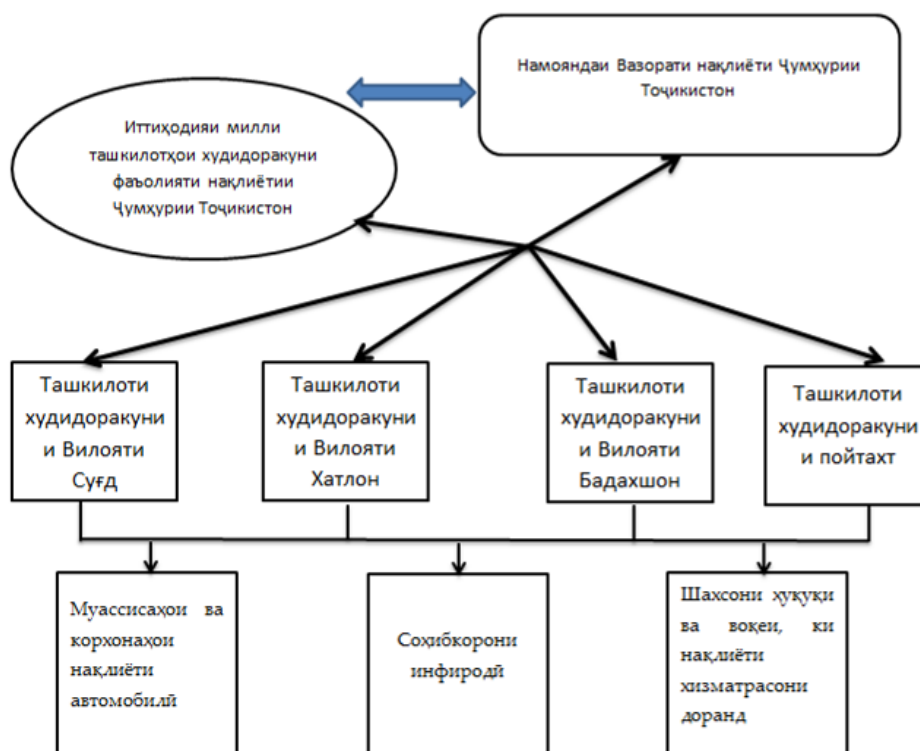 Намояндаи Вазорати нақлиёти Ҷумҳурии
Тоҷикистон
Иттиҳодияи милли
ташкилотҳои худидоракуни
фаъолияти нақлиётии
Ҷумҳурии Тоҷикистон
Ташкилоти
худидоракуни
и Вилояти
Суғд
Ташкилоти
худидоракуни
и Вилояти
Хатлон
Ташкилоти
худидоракуни
и Вилояти
Бадахшон
Ташкилоти
худидоракуни
и пойтахт
Муассисаҳои ва
корхонаҳои
нақлиёти
автомобилӣ
Соҳибкорони
инфиродӣ
Шахсони ҳуқуқи
ва воқеи, ки
нақлиёти
хизматрасони
доранд